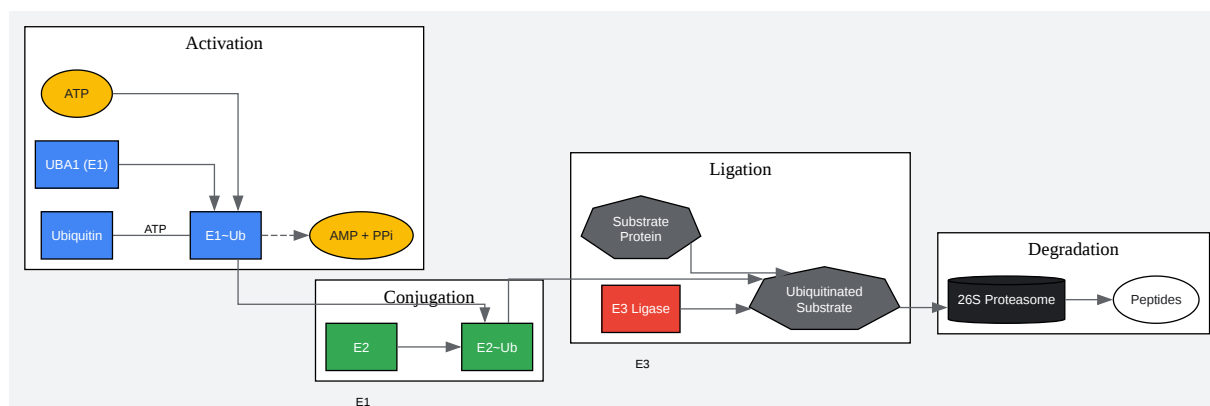 Activation
ATP
UBA1 (E1)
Ubiquitin
ATP
E1~Ub
AMP + PPi
Conjugation
E2
E2~Ub
E1
Ligation
Substrate
Protein
E3 Ligase
Ubiquitinated
Substrate
E3
Degradation
26S Proteasome
Peptides